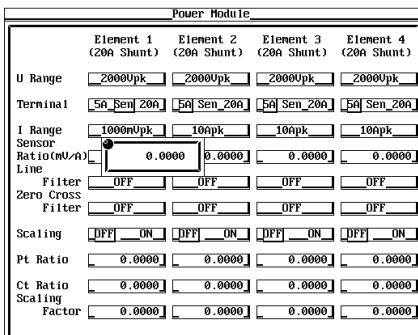 Power Module
Element 1 Element 2 Element 3 Element 4
(20A Shunt) (20A Shunt) (20A Shunt) (20A Shunt)
U Range 2000Vpk 2000Vpk 2000Vpk 2000Vpk
Terminal 5A Sen 20A 5A Sen 20A 5A Sen 20A 5A Sen 20A
I Range 1000mVpk 10Apk 10Apk 10Apk
Sensor
Ratio(mV/A) 0.0000 0.0000 0.0000 0.0000
Line
Filter OFF OFF OFF OFF
Zero Cross
Filter OFF OFF OFF OFF
Scaling OFF ON OFF ON OFF ON OFF ON
Pt Ratio 0.0000 0.0000 0.0000 0.0000
Ct Ratio 0.0000 0.0000 0.0000 0.0000
Scaling
Factor 0.0000 0.0000 0.0000 0.0000